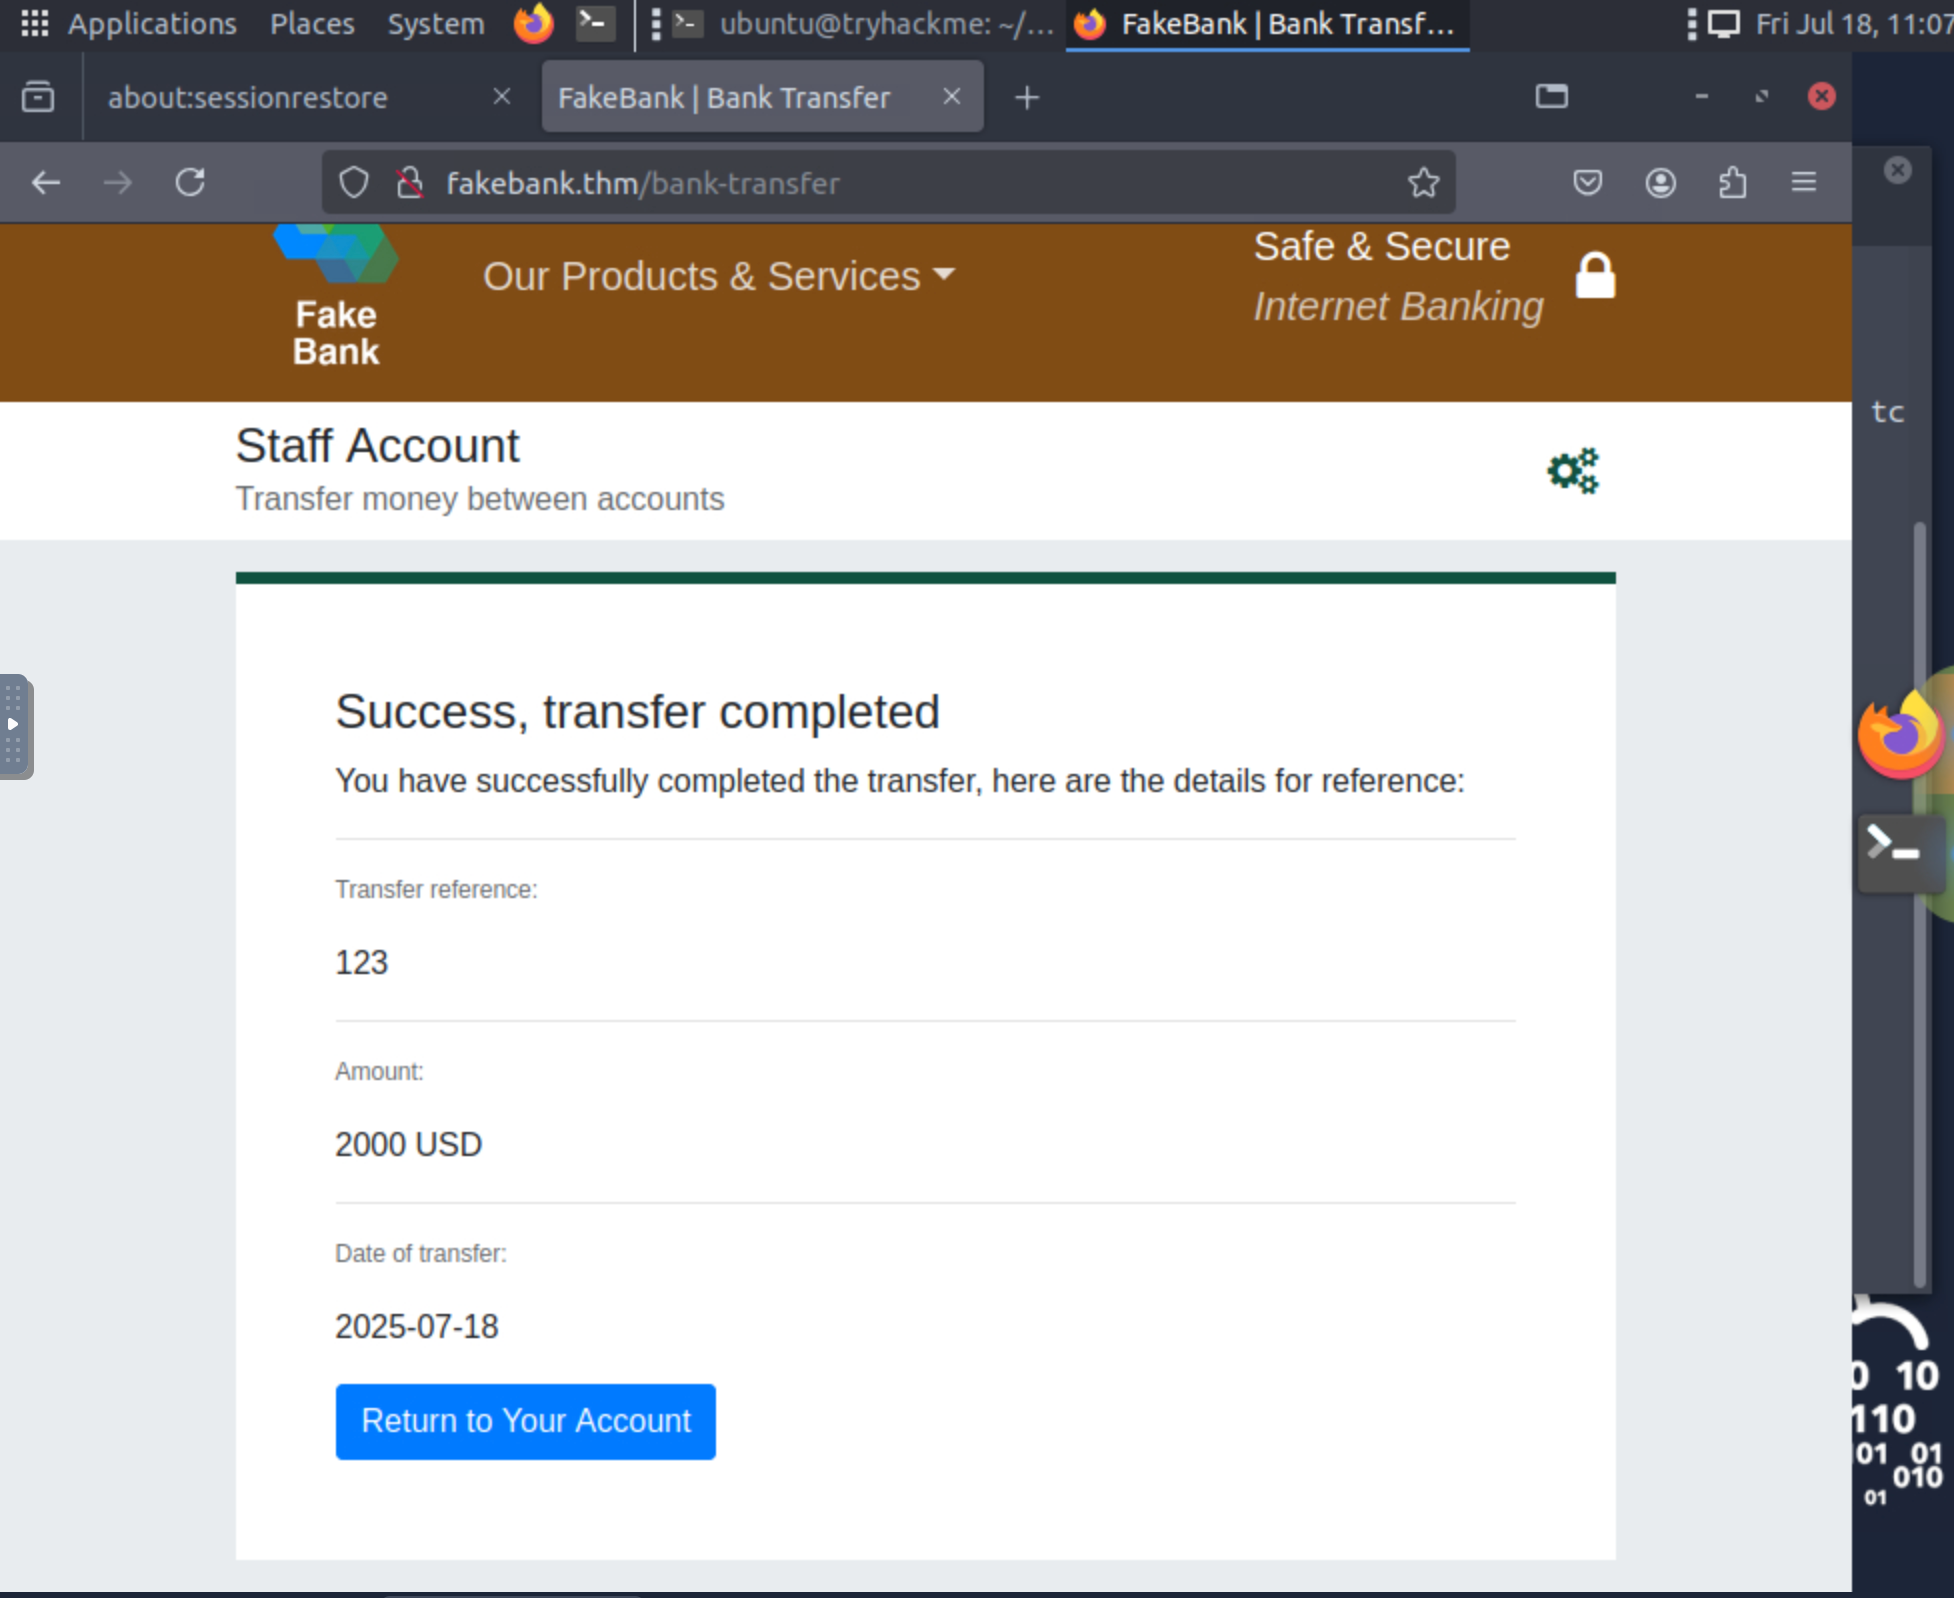 Applications Places System ubuntu@tryhackme: ~/... FakeBank | Bank Transf... Fri Jul 18, 11:07
about:sessionrestore FakeBank | Bank Transfer
fakebank.thm/bank-transfer
Our Products & Services
Safe & Secure
Internet Banking
Fake
Bank
tc
Staff Account
Transfer money between accounts
Success, transfer completed
You have successfully completed the transfer, here are the details for reference:
Transfer reference:
123
Amount:
2000 USD
Date of transfer:
2025-07-18
Return to Your Account
0 10
110
01 01
010
01